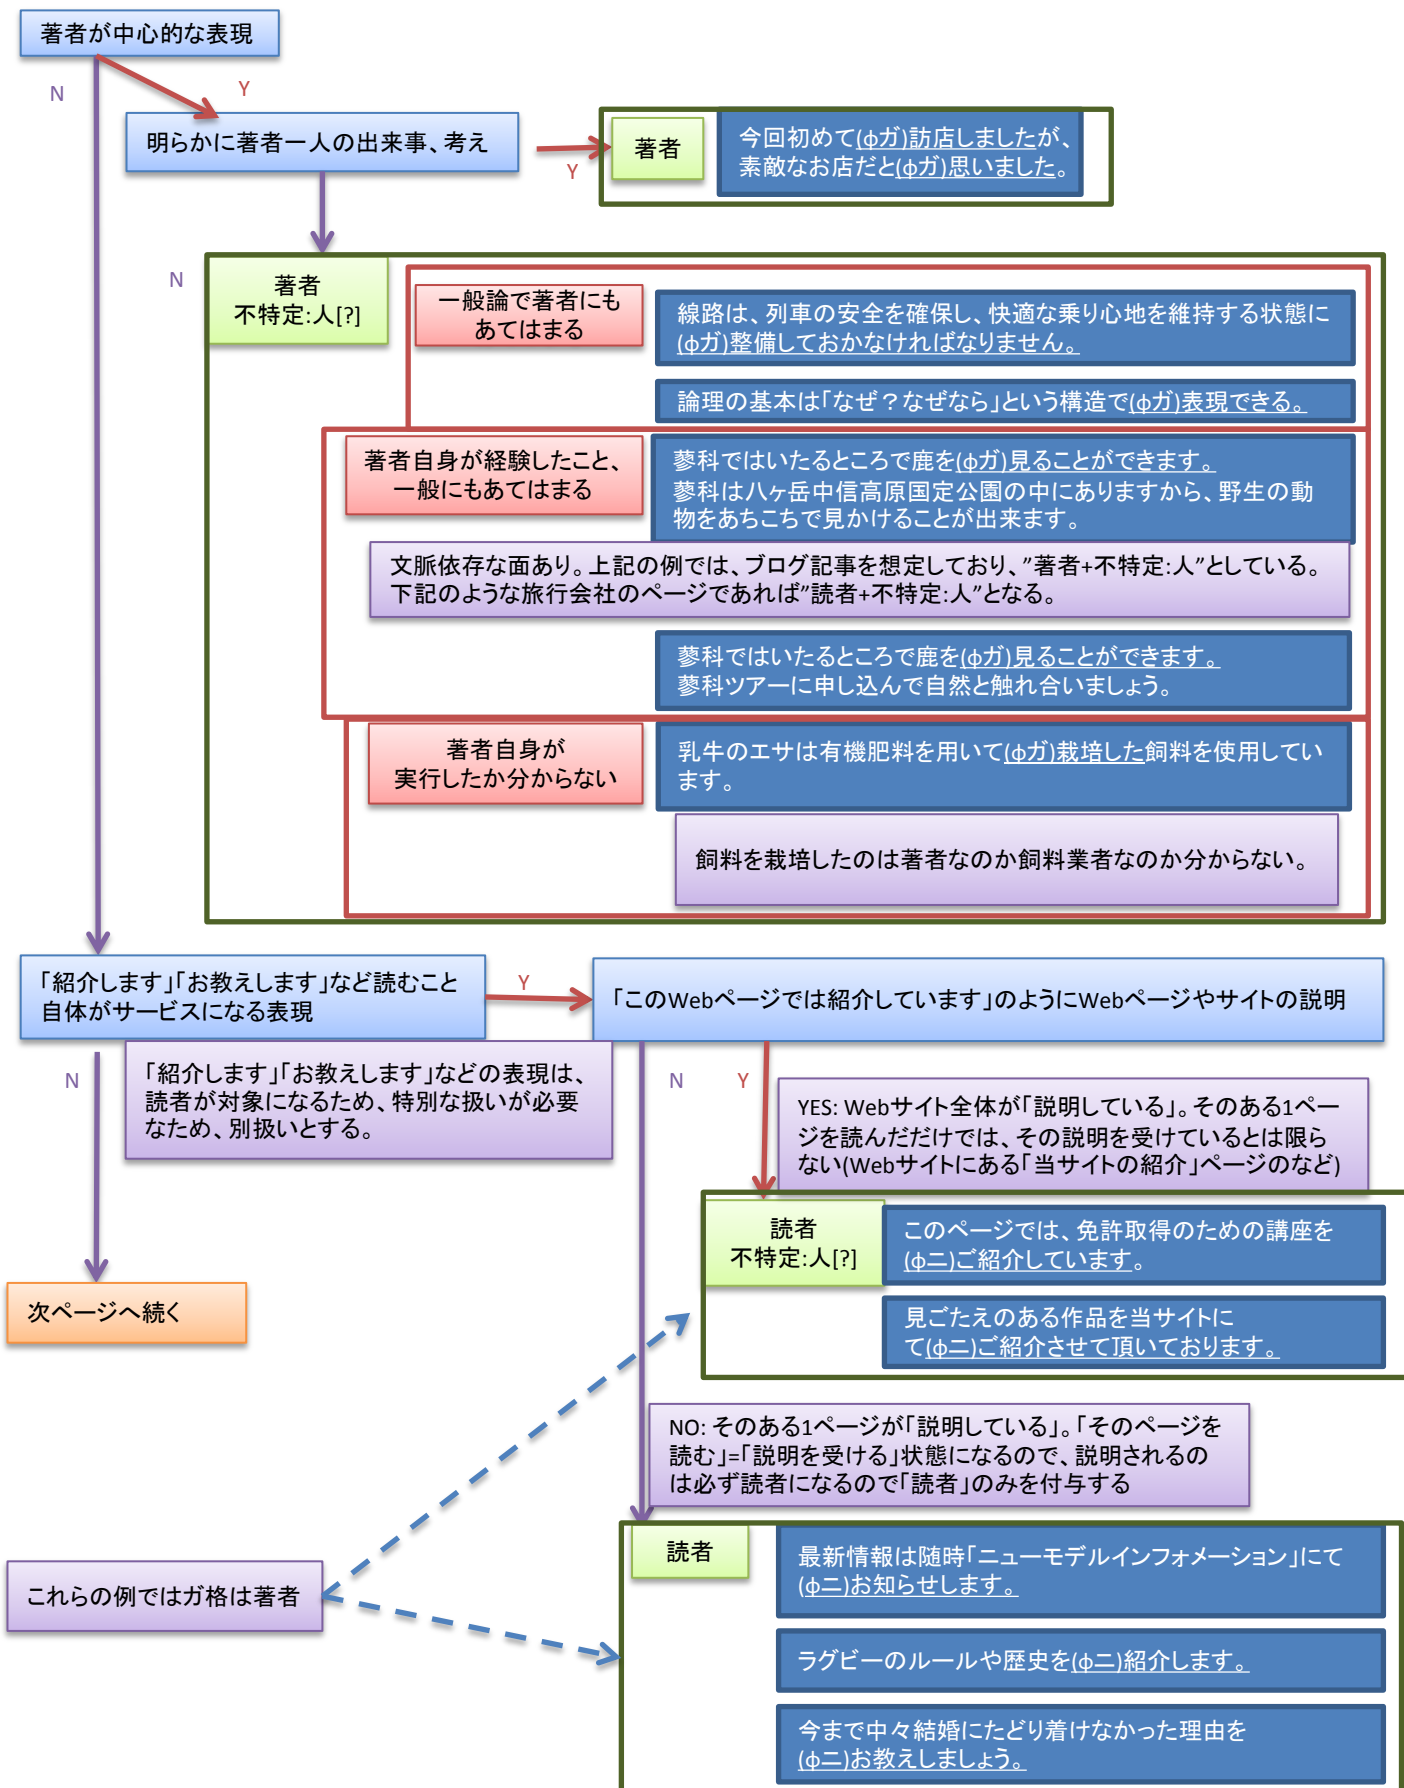 著者が中心的な表現
N
Y
明らかに著者一人の出来事、考え
Y
著者
今回初めて(φガ)訪店しましたが、
素敵なお店だと(φガ)思いました。
N
著者
不特定:人[?]
一般論で著者にも
あてはまる
線路は、列車の安全を確保し、快適な乗り心地を維持する状態に
(φガ)整備しておかなければなりません。
論理の基本は「なぜ？なぜなら」という構造で(φガ)表現できる。
著者自身が経験したこと、
一般にもあてはまる
蓼科ではいたるところで鹿を(φガ)見ることができます。
蓼科は八ヶ岳中信高原国定公園の中にありますから、野生の動
物をあちこちで見かけることが出来ます。
文脈依存な面あり。上記の例では、ブログ記事を想定しており、”著者+不特定:人”としている。
下記のような旅行会社のページであれば”読者+不特定:人”となる。
蓼科ではいたるところで鹿を(φガ)見ることができます。
蓼科ツアーに申し込んで自然と触れ合いましょう。
著者自身が
実行したか分からない
乳牛のエサは有機肥料を用いて(φガ)栽培した飼料を使用してい
ます。
飼料を栽培したのは著者なのか飼料業者なのか分からない。
「紹介します」「お教えします」など読むこと
自体がサービスになる表現
Y
「このWebページでは紹介しています」のようにWebページやサイトの説明
N
「紹介します」「お教えします」などの表現は、
読者が対象になるため、特別な扱いが必要
なため、別扱いとする。
N
Y
YES: Webサイト全体が「説明している」。そのある1ペー
ジを読んだだけでは、その説明を受けているとは限ら
ない(Webサイトにある「当サイトの紹介」ページのなど)
読者
不特定:人[?]
このページでは、免許取得のための講座を
(φニ)ご紹介しています。
次ページへ続く
見ごたえのある作品を当サイトに
て(φニ)ご紹介させて頂いております。
NO: そのある1ページが「説明している」。「そのページを
読む」=「説明を受ける」状態になるので、説明されるの
は必ず読者になるので「読者」のみを付与する
読者
最新情報は随時「ニューモデルインフォメーション」にて
(φニ)お知らせします。
これらの例ではガ格は著者
ラグビーのルールや歴史を(φニ)紹介します。
今まで中々結婚にたどり着けなかった理由を
(φニ)お教えしましょう。